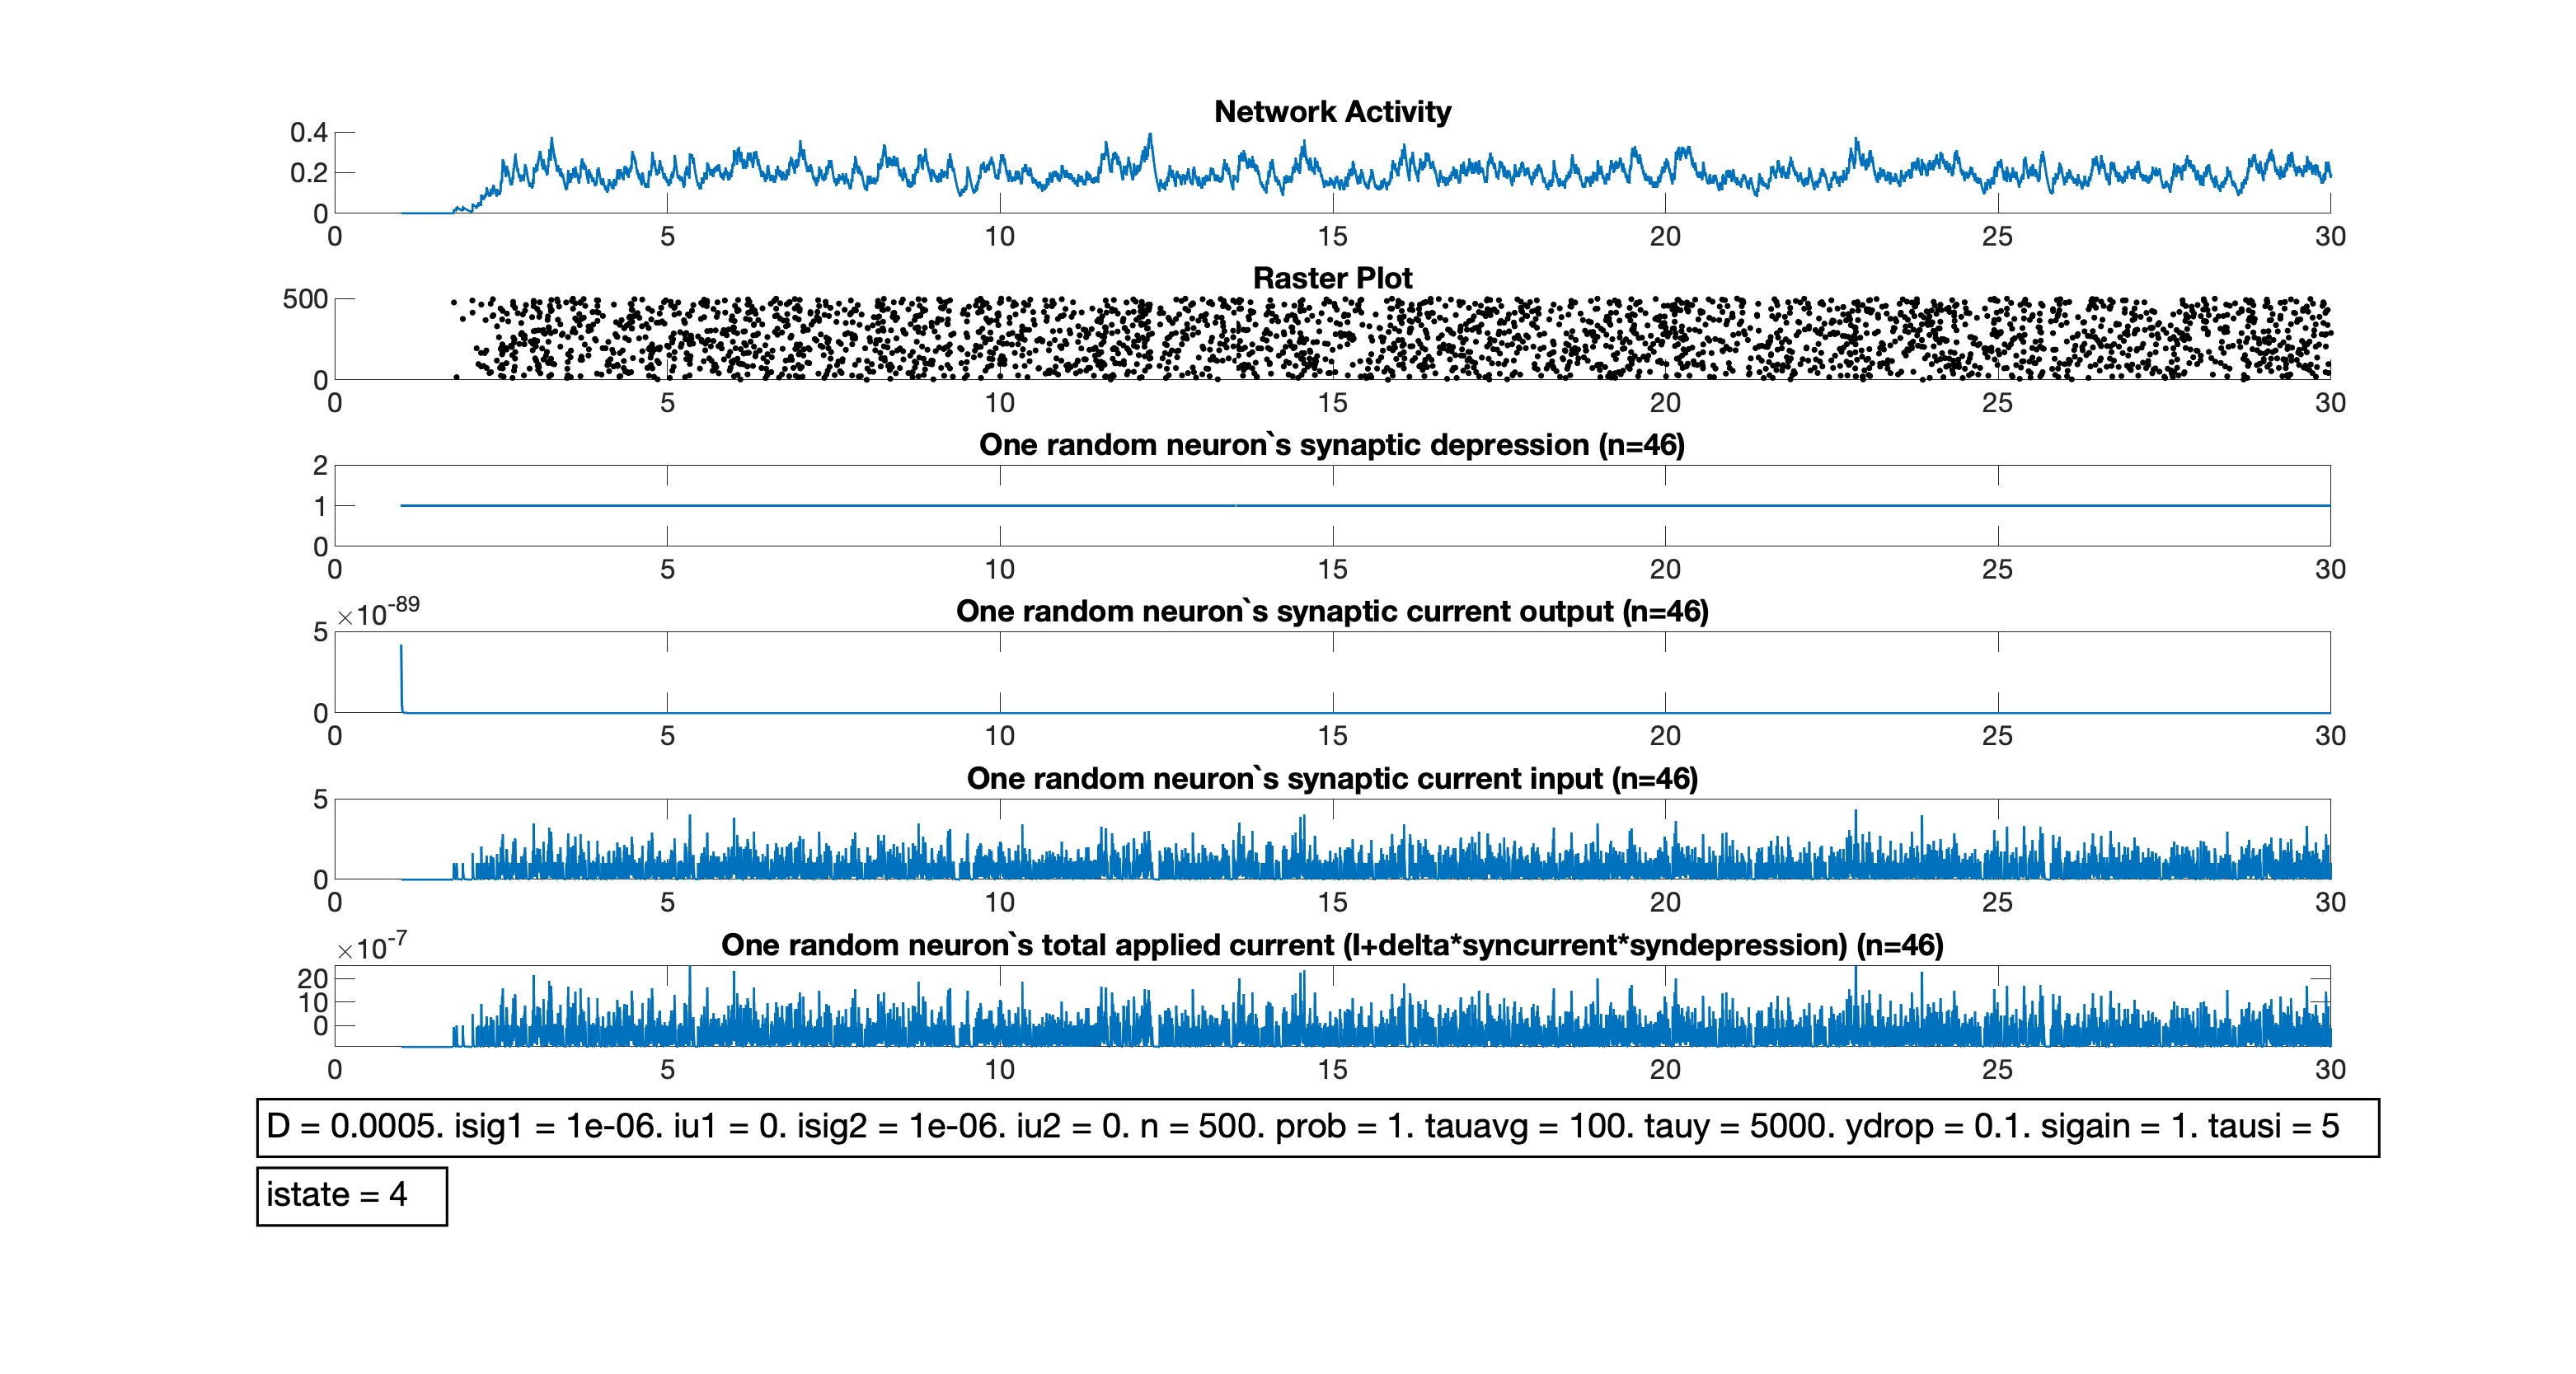 Network Activity
0.4
0.2
0
0 5 10 15 20 25 30
Raster Plot
500
0
0 5 10 15 20 25 30
One random neuron`s synaptic depression (n=46)
2
1
0
0 5 10 15 20 25 30
×10-89
One random neuron`s synaptic current output (n=46)
5
0
0 5 10 15 20 25 30
One random neuron`s synaptic current input (n=46)
5
0
0 5 10 15 20 25 30
×10-7
One random neuron`s total applied current (I+delta*syncurrent*syndepression) (n=46)
20
10
0
0 5 10 15 20 25 30
D = 0.0005. isig1 = 1e-06. iu1 = 0. isig2 = 1e-06. iu2 = 0. n = 500. prob = 1. tauavg = 100. tauy = 5000. ydrop = 0.1. sigain = 1. tausi = 5
istate = 4